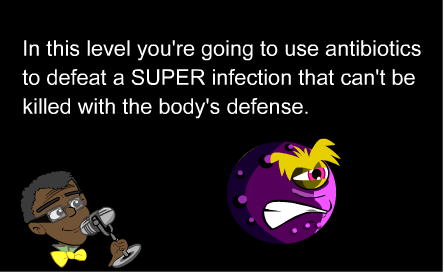 In this level you're going to use antibiotics
to defeat a SUPER infection that can't be
killed with the body's defense.